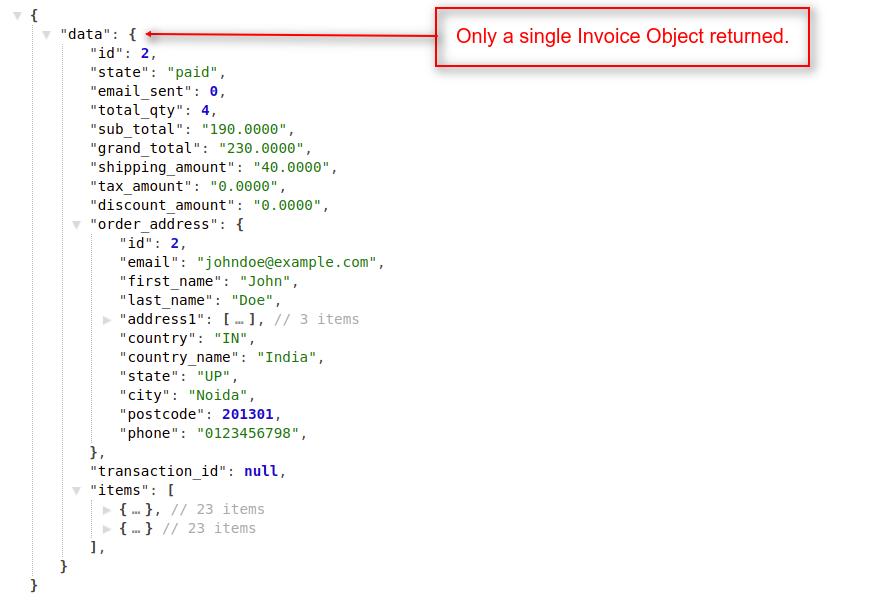 {
"data": {
Only a single Invoice Object returned.
"id": 2,
"state": "paid",
"email_sent": 0,
"total_qty": 4,
"sub_total": "190.0000",
"grand_total": "230.0000",
"shipping_amount": "40.0000",
"tax_amount": "0.0000",
"discount_amount": "0.0000",
"order_address": {
"id": 2,
"email": "johndoe@example.com",
"first_name": "John",
"last_name": "Doe",
"address1": [ … ], // 3 items
"country": "IN",
"country_name": "India",
"state": "UP",
"city": "Noida",
"postcode": 201301,
"phone": "0123456798",
},
"transaction_id": null,
"items": [
{ … }, // 23 items
{ … } // 23 items
],
}
}